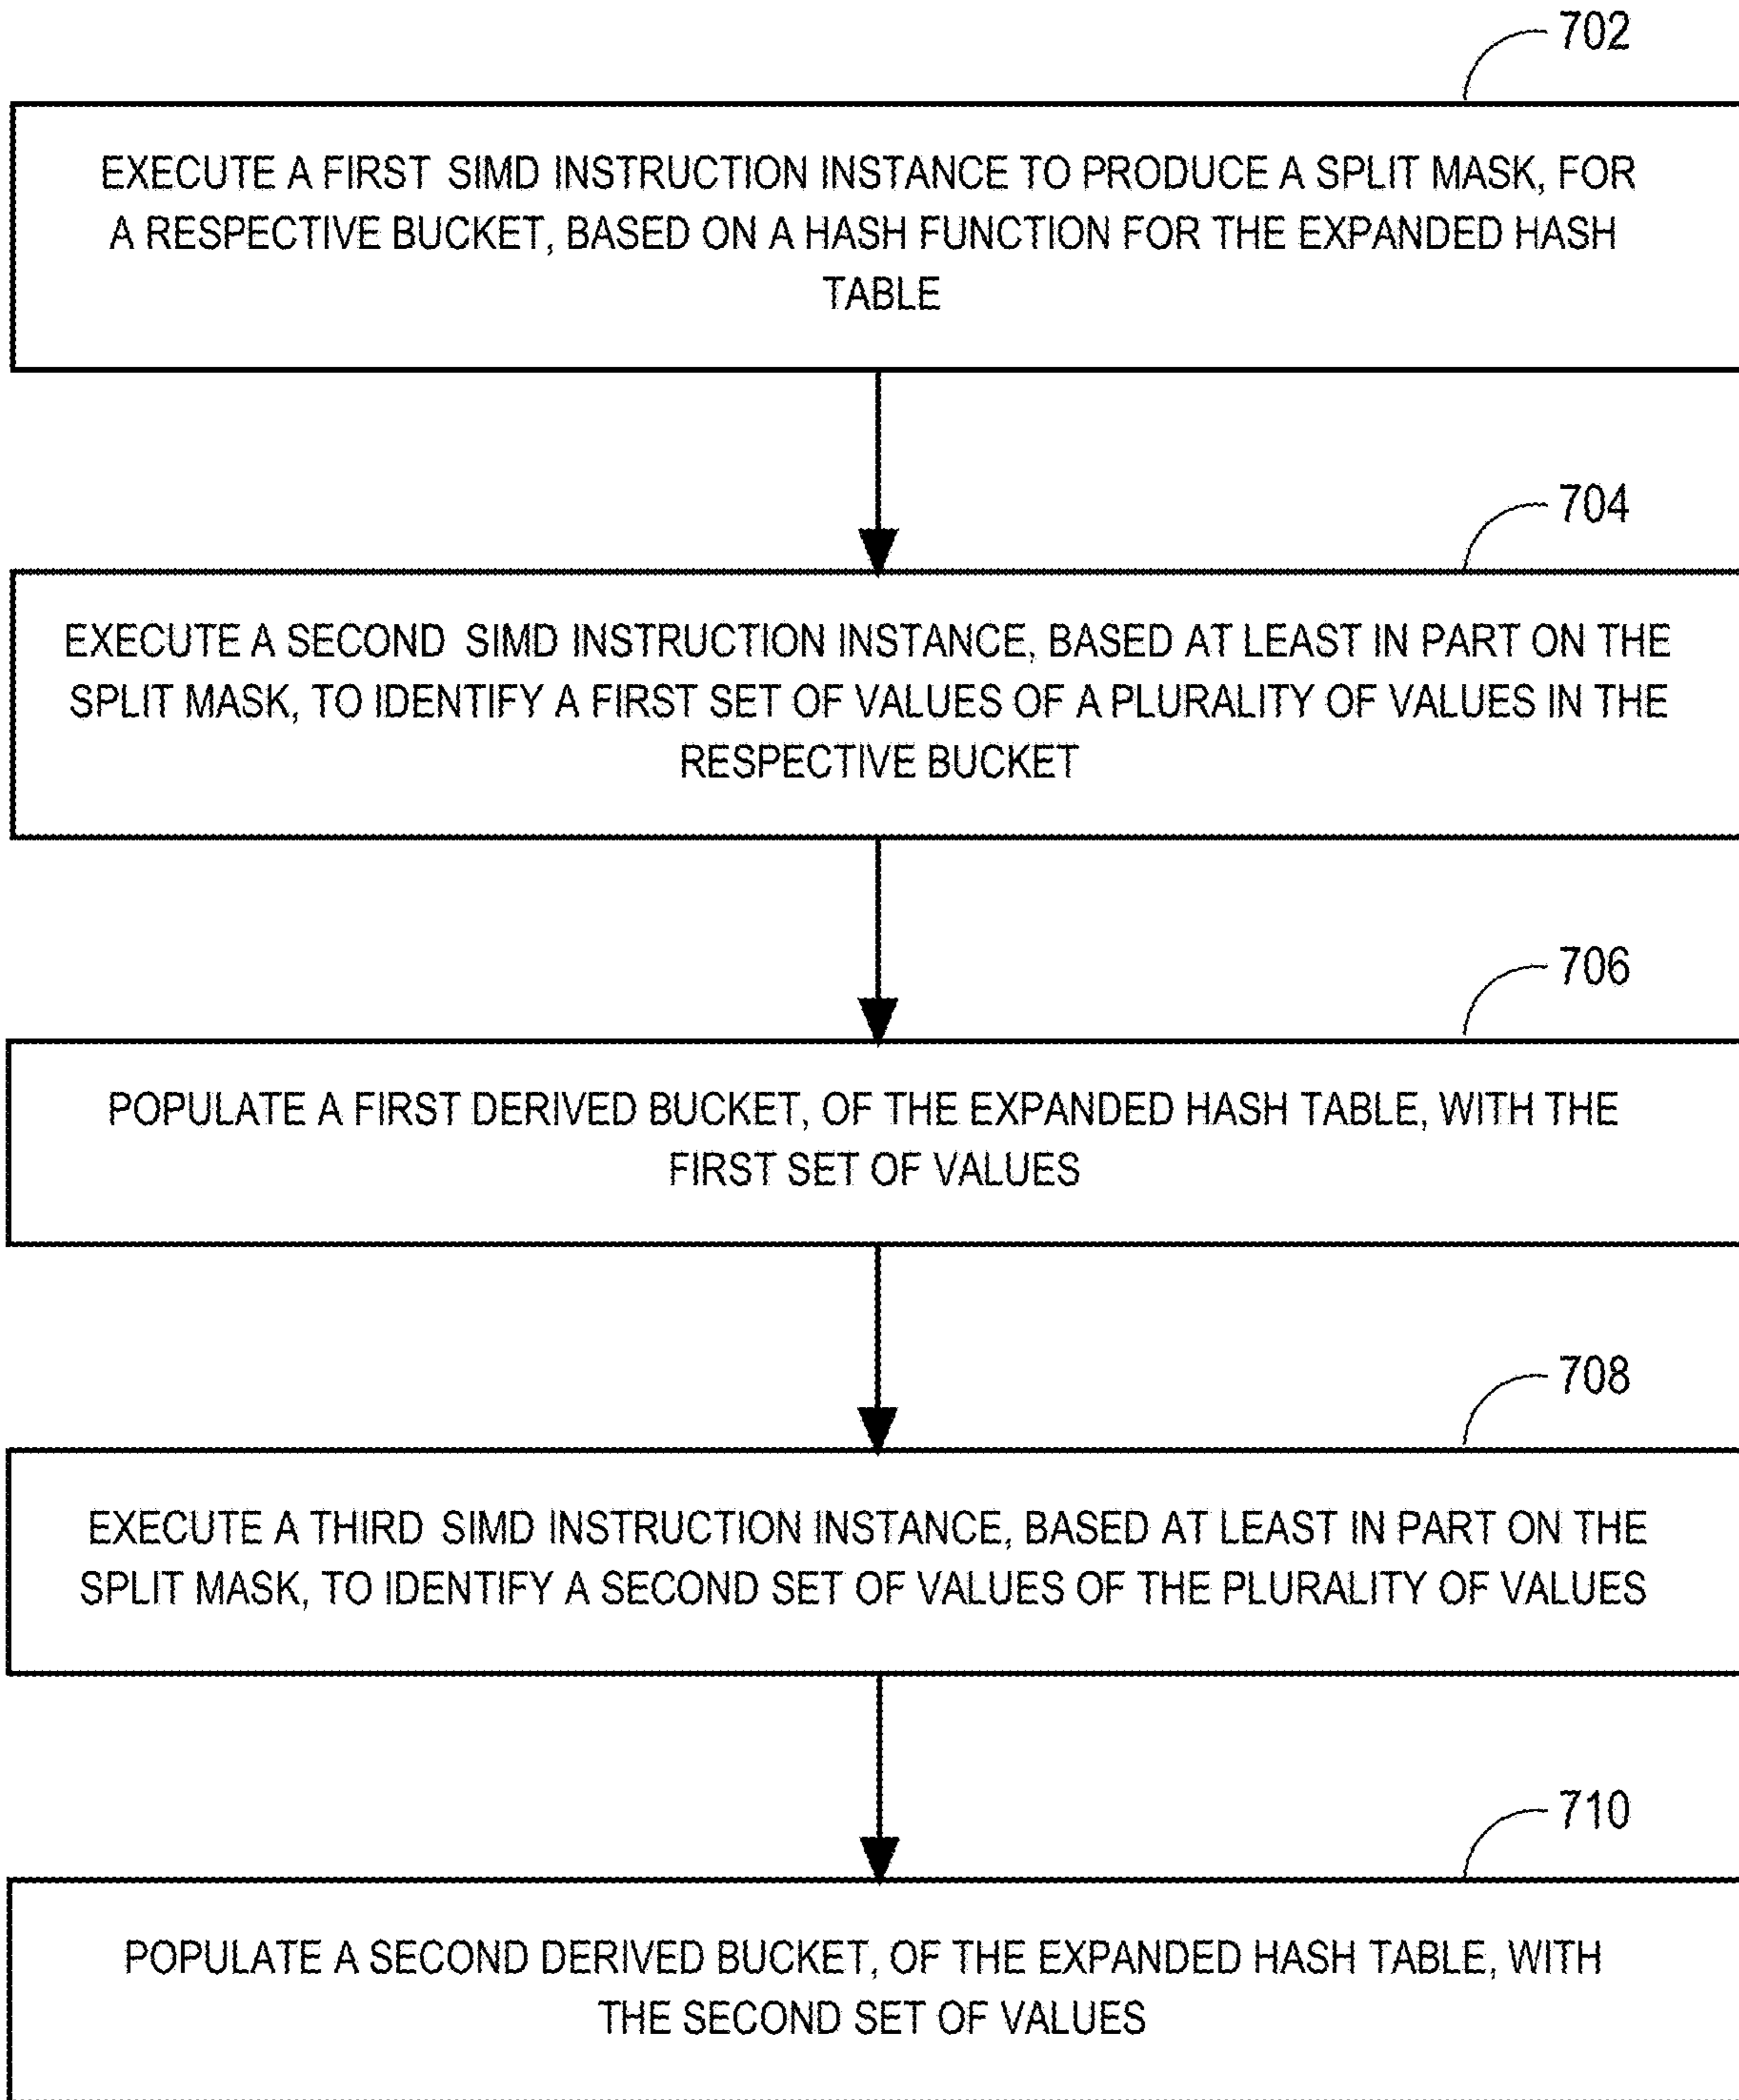 702
EXECUTE A FIRST SIMD INSTRUCTION INSTANCE TO PRODUCE A SPLIT MASK, FOR
A RESPECTIVE BUCKET, BASED ON A HASH FUNCTION FOR THE EXPANDED HASH
TABLE
704
EXECUTE A SECOND SIMD INSTRUCTION INSTANCE, BASED AT LEAST IN PART ON THE
SPLIT MASK, TO IDENTIFY A FIRST SET OF VALUES OF A PLURALITY OF VALUES IN THE
RESPECTIVE BUCKET
706
POPULATE A FIRST DERIVED BUCKET, OF THE EXPANDED HASH TABLE, WITH THE
FIRST SET OF VALUES
708
EXECUTE A THIRD SIMD INSTRUCTION INSTANCE, BASED AT LEAST IN PART ON THE
SPLIT MASK, TO IDENTIFY A SECOND SET OF VALUES OF THE PLURALITY OF VALUES
710
POPULATE A SECOND DERIVED BUCKET, OF THE EXPANDED HASH TABLE, WITH
THE SECOND SET OF VALUES